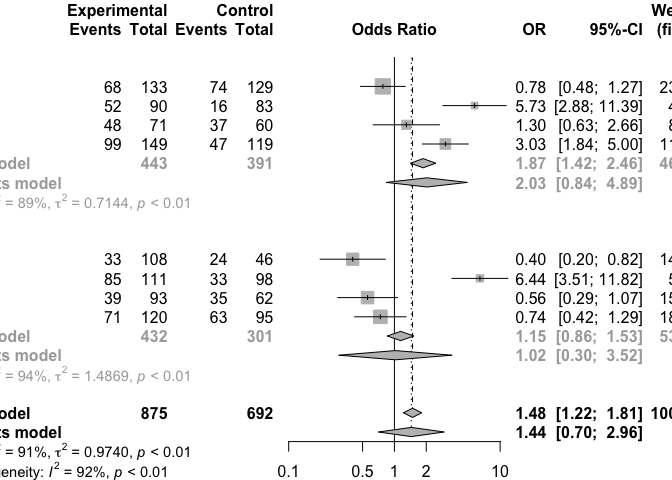 Experimental Control We
Events Total Events Total Odds Ratio OR 95%-CI (fi
68 133 74 129 0.78 [0.48; 1.27] 23
52 90 16 83 5.73 [2.88; 11.39] 4
48 71 37 60 1.30 [0.63; 2.66] 8
99 149 47 119 3.03 [1.84; 5.00] 11
odel 443 391 1.87 [1.42; 2.46] 46
ts model 2.03 [0.84; 4.89]
² = 89%, τ² = 0.7144, p < 0.01
33 108 24 46 0.40 [0.20; 0.82] 14
85 111 33 98 6.44 [3.51; 11.82] 5
39 93 35 62 0.56 [0.29; 1.07] 15
71 120 63 95 0.74 [0.42; 1.29] 18
odel 432 301 1.15 [0.86; 1.53] 53
ts model 1.02 [0.30; 3.52]
² = 94%, τ² = 1.4869, p < 0.01
odel 875 692 1.48 [1.22; 1.81] 100
ts model 1.44 [0.70; 2.96]
² = 91%, τ² = 0.9740, p < 0.01
geneity: I² = 92%, p < 0.01
0.1 0.5 1 2 10